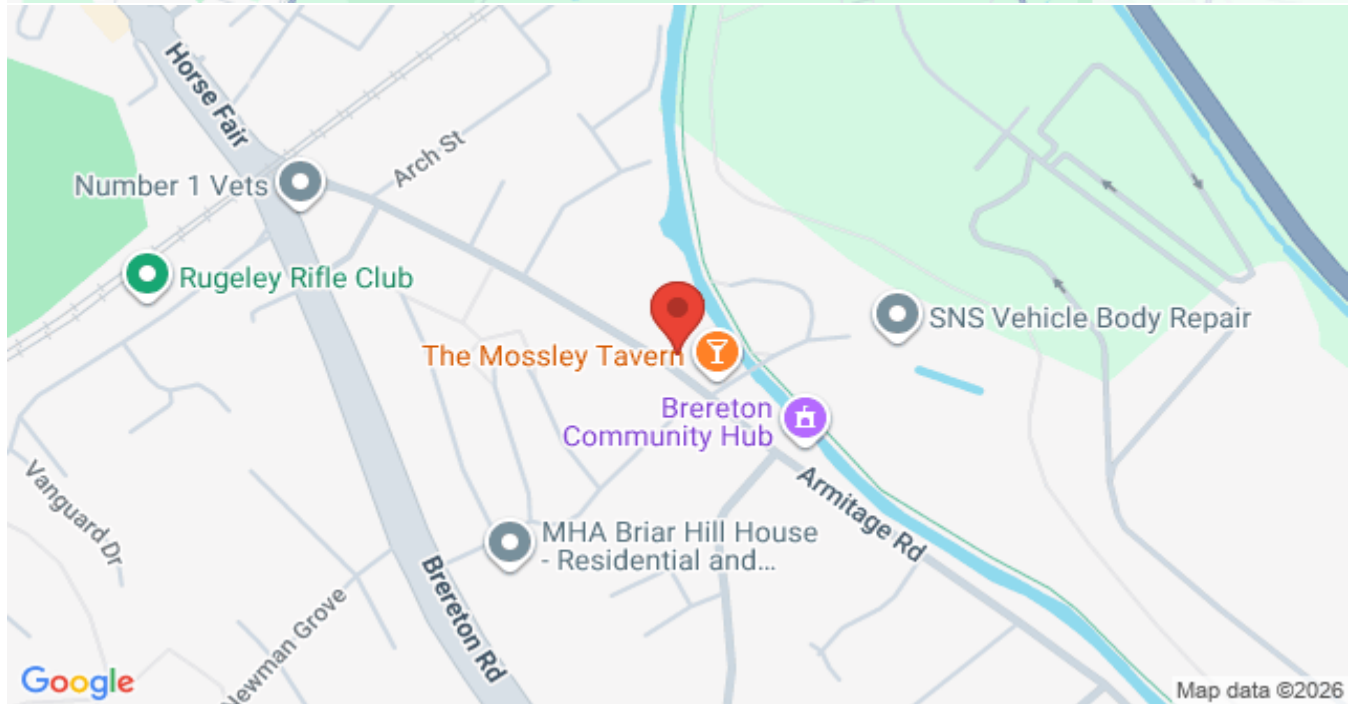 Horse Fair
Arch St
Number 1 Vets
Rugeley Rifle Club
SNS Vehicle Body Repair
The Mossley Tavern
Brereton
Community Hub
Armitage Rd
Vanguard Dr
MHA Briar Hill House
- Residential and...
Brereton Rd
Newman Grove
Google
Map data ©2026